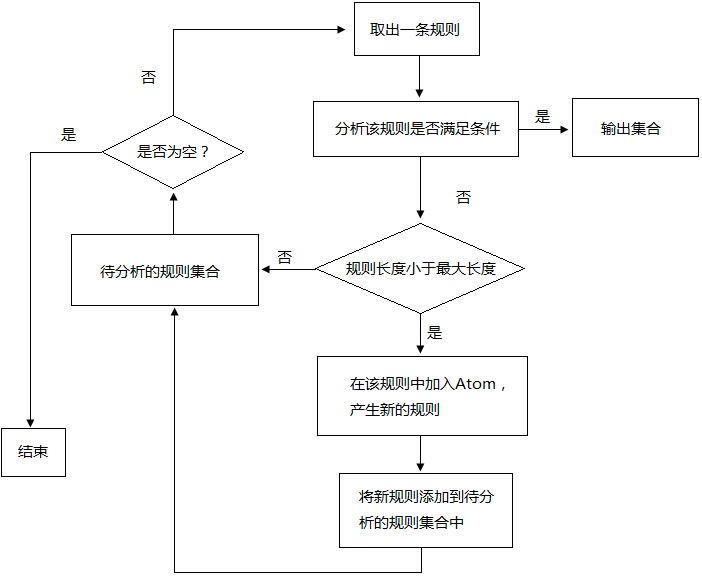 取出一条规则
否
分析该规则是否满足条件
是
输出集合
是
是否为空？
否
待分析的规则集合
否
规则长度小于最大长度
是
在该规则中加入Atom，
产生新的规则
结束
将新规则添加到待分
析的规则集合中